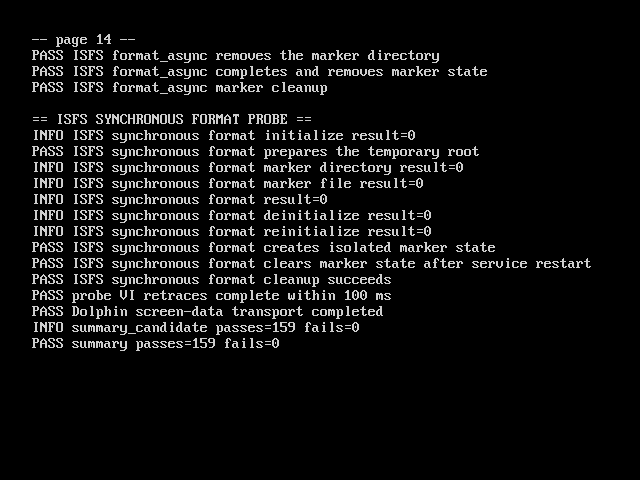 -- page 14 --
PASS ISFS format_async removes the marker directory
PASS ISFS format_async completes and removes marker state
PASS ISFS format_async marker cleanup
== ISFS SYNCHRONOUS FORMAT PROBE ==
INFO ISFS synchronous format initialize result=0
PASS ISFS synchronous format prepares the temporary root
INFO ISFS synchronous format marker directory result=0
INFO ISFS synchronous format marker file result=0
INFO ISFS synchronous format result=0
INFO ISFS synchronous format deinitialize result=0
INFO ISFS synchronous format reinitialize result=0
PASS ISFS synchronous format creates isolated marker state
PASS ISFS synchronous format clears marker state after service restart
PASS ISFS synchronous format cleanup succeeds
PASS probe VI retraces complete within 100 ms
PASS Dolphin screen-data transport completed
INFO summary_candidate passes=159 fails=0
PASS summary passes=159 fails=0